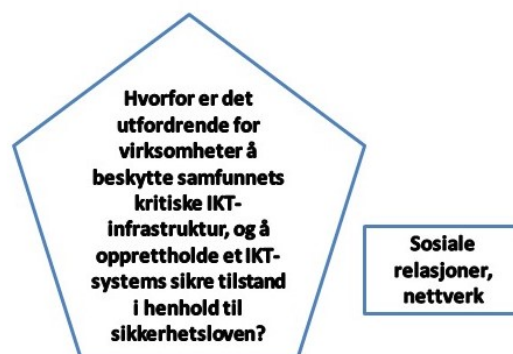 Hvorfor er det
utfordrende for
virksomheter å
beskytte samfunnets
kritiske IKT-
infrastruktur, og å
opprettholde et IKT-
systems sikre tilstand
i henhold til
sikkerhetsloven?
Sosiale
relasjoner,
nettverk